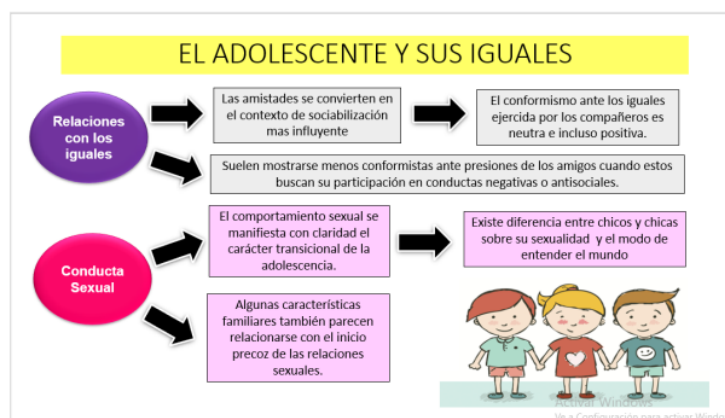 EL ADOLESCENTE Y SUS IGUALES
Relaciones
con los
iguales
Las amistades se convierten en
el contexto de sociabilización
mas influyente
El conformismo ante los iguales
ejercida por los compañeros es
neutra e incluso positiva.
Suelen mostrarse menos conformistas ante presiones de los amigos cuando estos
buscan su participación en conductas negativas o antisociales.
Conducta
Sexual
El comportamiento sexual se
manifiesta con claridad el
carácter transicional de la
adolescencia.
Existe diferencia entre chicos y chicas
sobre su sexualidad y el modo de
entender el mundo
Algunas características
familiares también parecen
relacionarse con el inicio
precoz de las relaciones
sexuales.
Activar Windows
Ve a Configuración para activar Windows